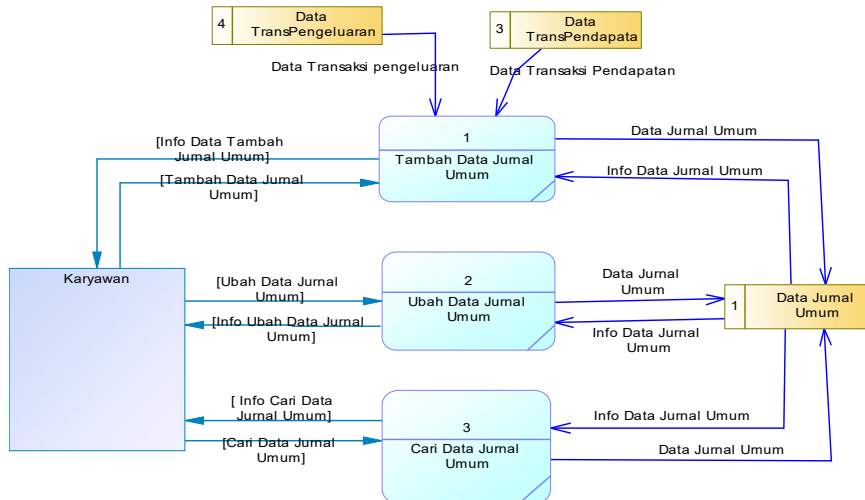 4
Data
TransPengeluaran
3
Data
TransPendapata
Data Transaksi pengeluaran
Data Transaksi Pendapatan
1
Tambah Data Jurnal
Umum
[Info Data Tambah
Jurnal Umum]
[Tambah Data Jurnal
Umum]
Data Jurnal Umum
Info Data Jurnal Umum
Karyawan
[Ubah Data Jurnal
Umum]
[Info Ubah Data Jurnal
Umum]
2
Ubah Data Jurnal
Umum
Data Jurnal
Umum
Info Data Jurnal
Umum
1
Data Jurnal
Umum
[ Info Cari Data
Jurnal Umum]
[Cari Data Jurnal
Umum]
3
Cari Data Jurnal
Umum
Info Data Jurnal Umum
Data Jurnal Umum